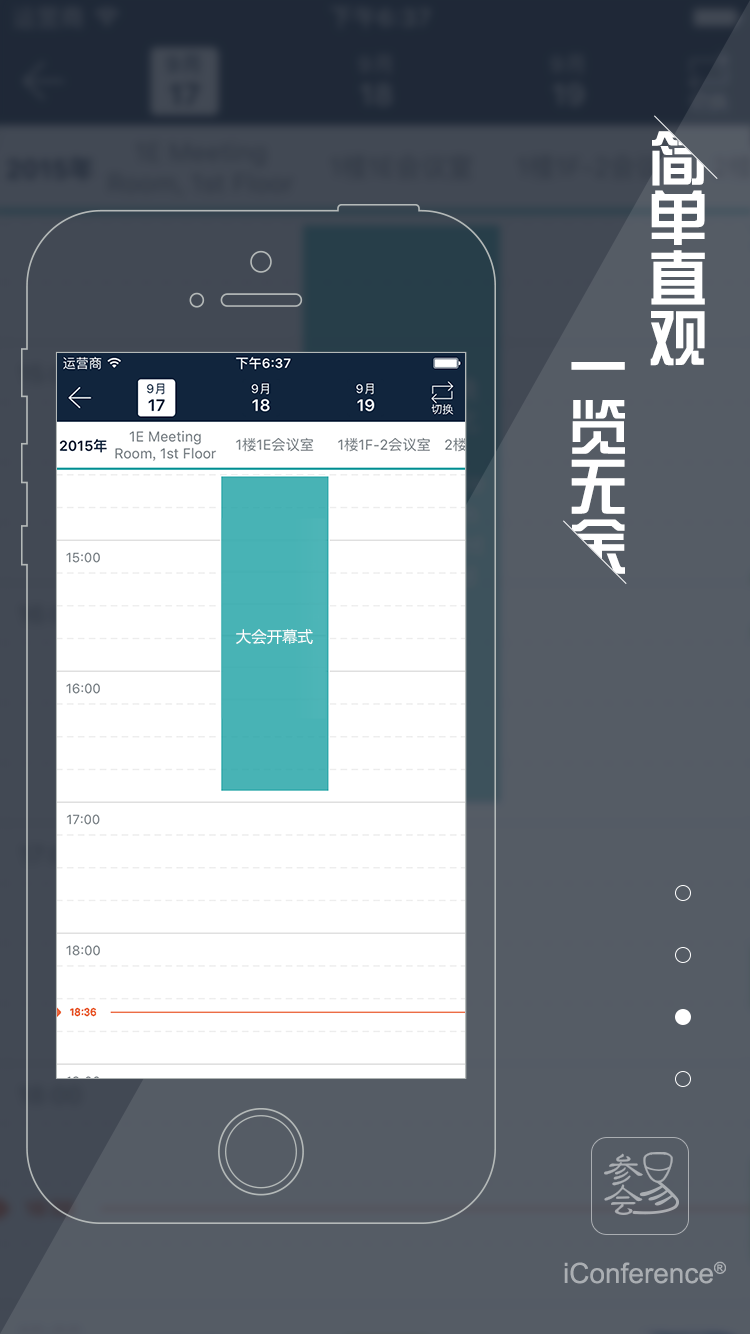 简单直观
一览无余
运营商
下午6:37
9月
17
9月
18
9月
19
切换
2015年
1E Meeting
Room, 1st Floor
1楼1E会议室
1楼1F-2会议室
2楼
15:00
大会开幕式
16:00
17:00
18:00
18:36
参会易
iConference®